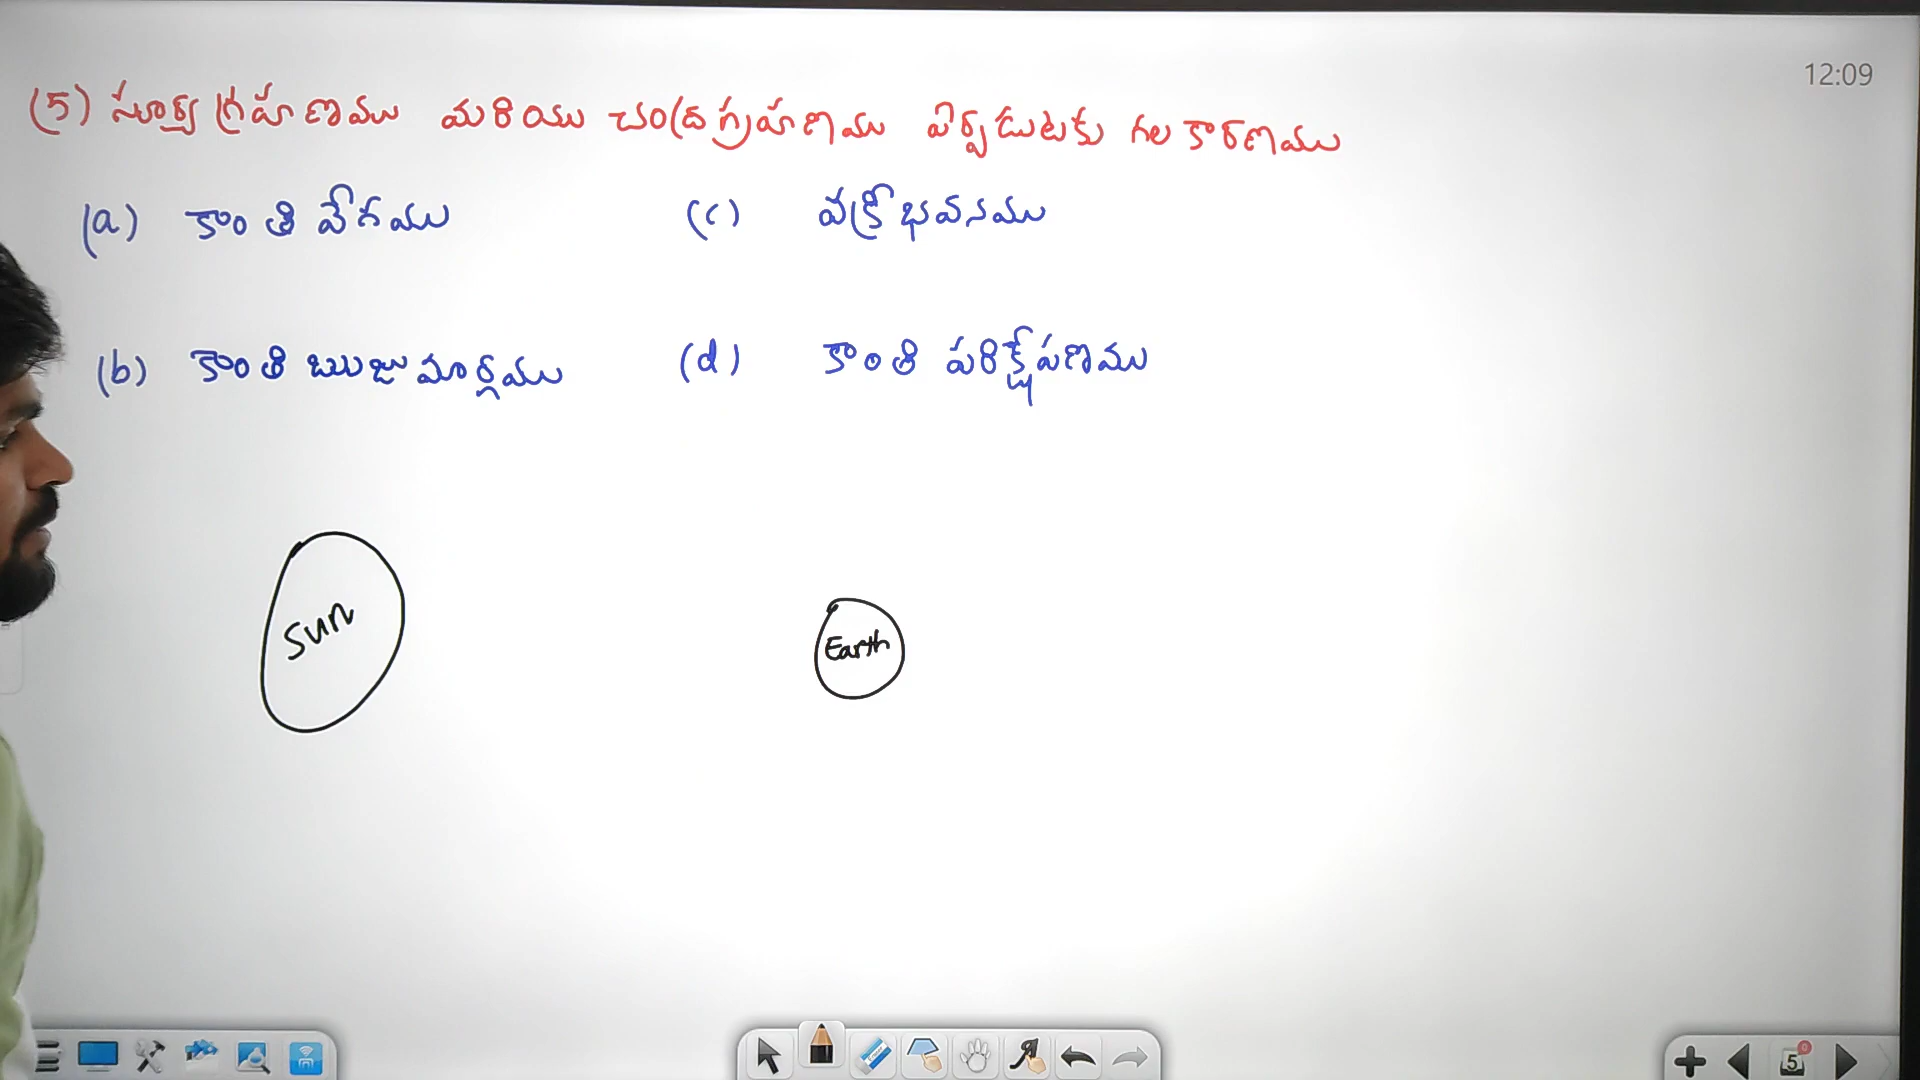 12:09
(5) సూర్య గ్రహణము మరియు చంద్రగ్రహణము ఏర్పడుటకు గల కారణము
(a) కాంతి వేగము (c) వక్రీభవనము
(b) కాంతి ఋజుమార్గము (d) కాంతి పరిక్షేపణము
Sun Earth
5